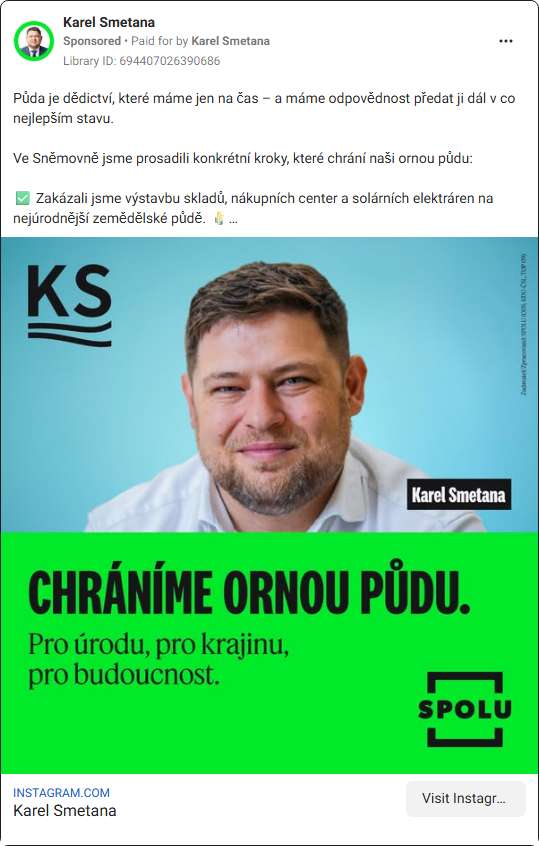 Karel Smetana
Sponsored • Paid for by Karel Smetana
Library ID: 694407026390686
Půda je dědictví, které máme jen na čas – a máme odpovědnost předat ji dál v co
nejlepším stavu.
Ve Sněmovně jsme prosadili konkrétní kroky, které chrání naši ornou půdu:
✅ Zakázali jsme výstavbu skladů, nákupních center a solárních elektráren na
nejúrodnější zemědělské půdě. 🌾 ...
KS
Zadavatel/Zpracovatel: SPOLU (ODS, KDU-ČSL, TOP 09)
Karel Smetana
CHRÁNÍME ORNOU PŮDU.
Pro úrodu, pro krajinu,
pro budoucnost.
SPOLU
INSTAGRAM.COM
Karel Smetana
Visit Instagr...